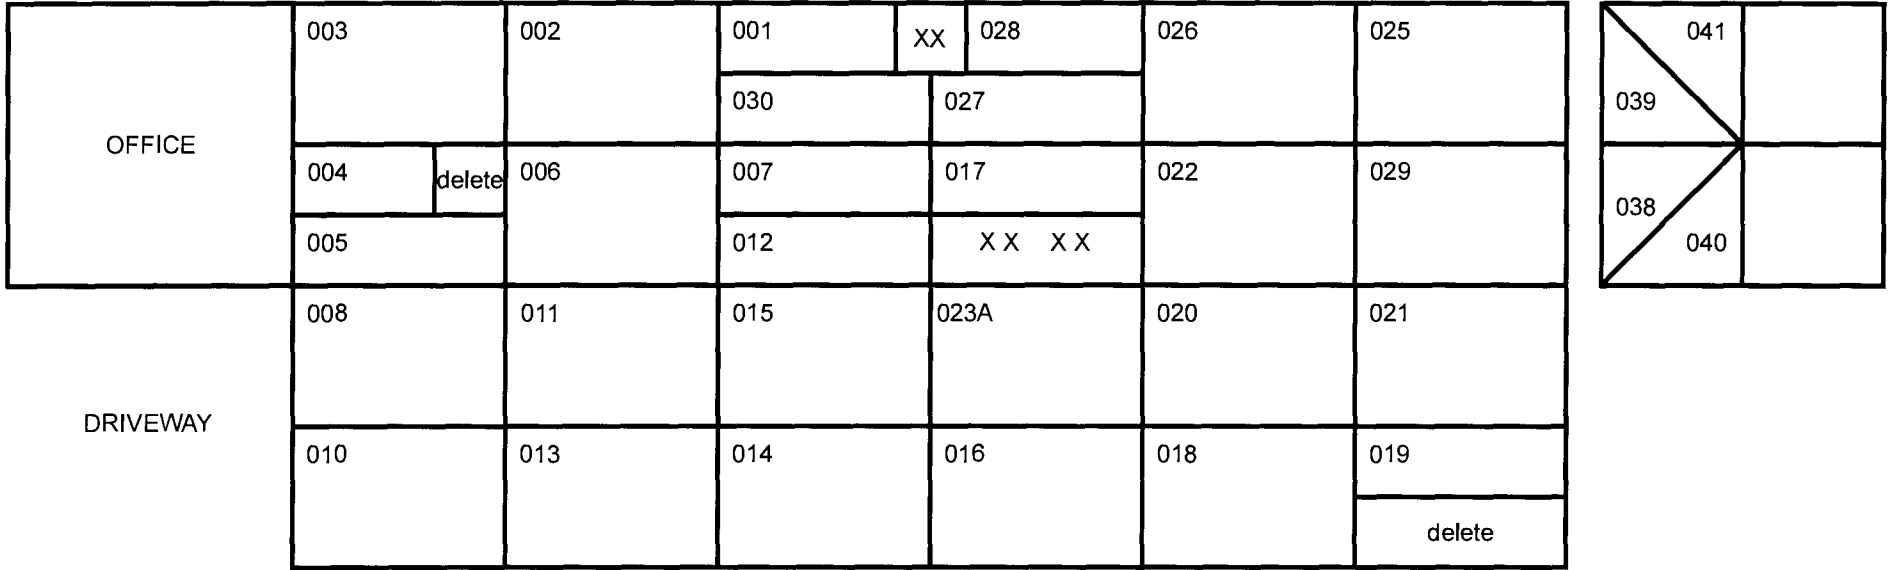 003 002 001 XX 028 026 025 041
030 027 039
OFFICE
004 delete 006 007 017 022 029
038
005 012 XX XX 040
008 011 015 023A 020 021
DRIVEWAY
010 013 014 016 018 019
delete